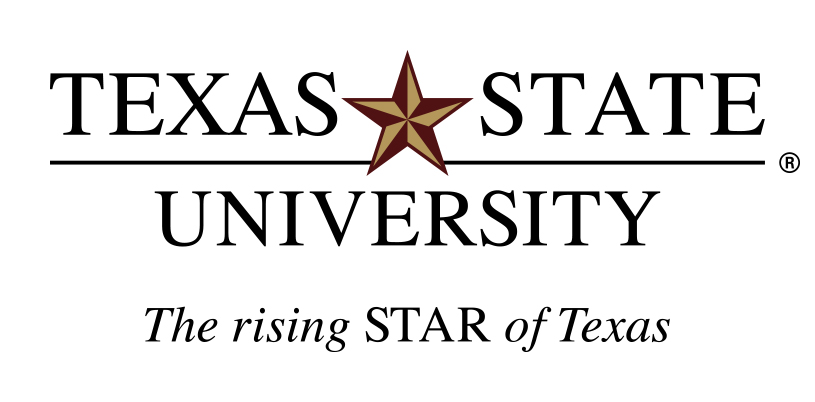 TEXAS STATE
®
UNIVERSITY
The rising STAR of Texas